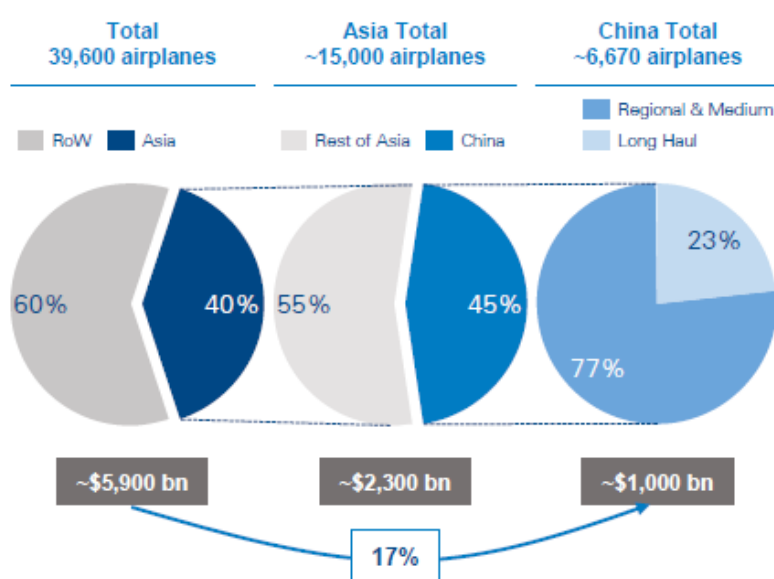 Total
39,600 airplanes
Asia Total
~15,000 airplanes
China Total
~6,670 airplanes
RoW
Asia
Rest of Asia
China
Regional & Medium
Long Haul
60%
40%
55%
45%
23%
77%
~$5,900 bn
~$2,300 bn
~$1,000 bn
17%